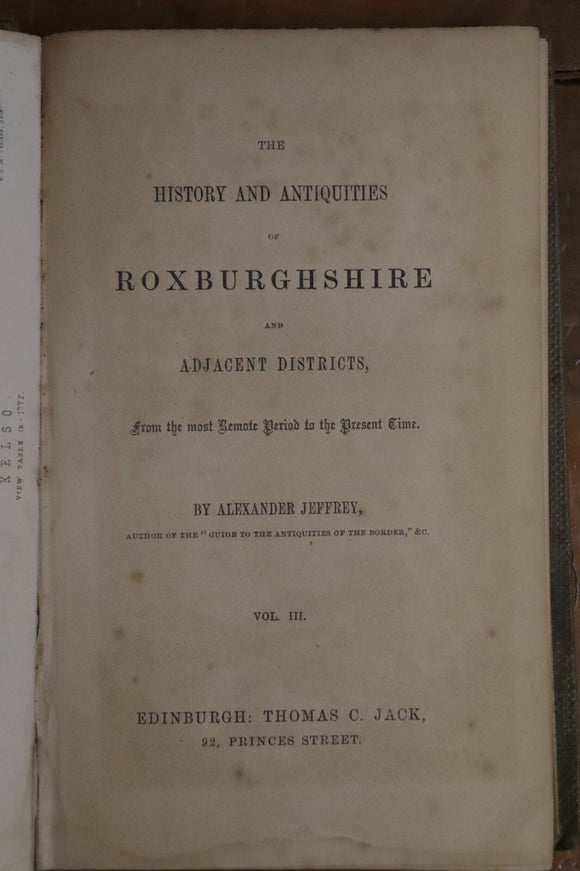 KELSO.
VIEW TAKEN IN - 1772.
THE
HISTORY AND ANTIQUITIES
OF
ROXBURGHSHIRE
AND
ADJACENT DISTRICTS,
From the most Remote Period to the Present Time.
BY ALEXANDER JEFFREY,
AUTHOR OF THE "GUIDE TO THE ANTIQUITIES OF THE BORDER," &C.
VOL. III.
EDINBURGH: THOMAS C. JACK,
92, PRINCES STREET.